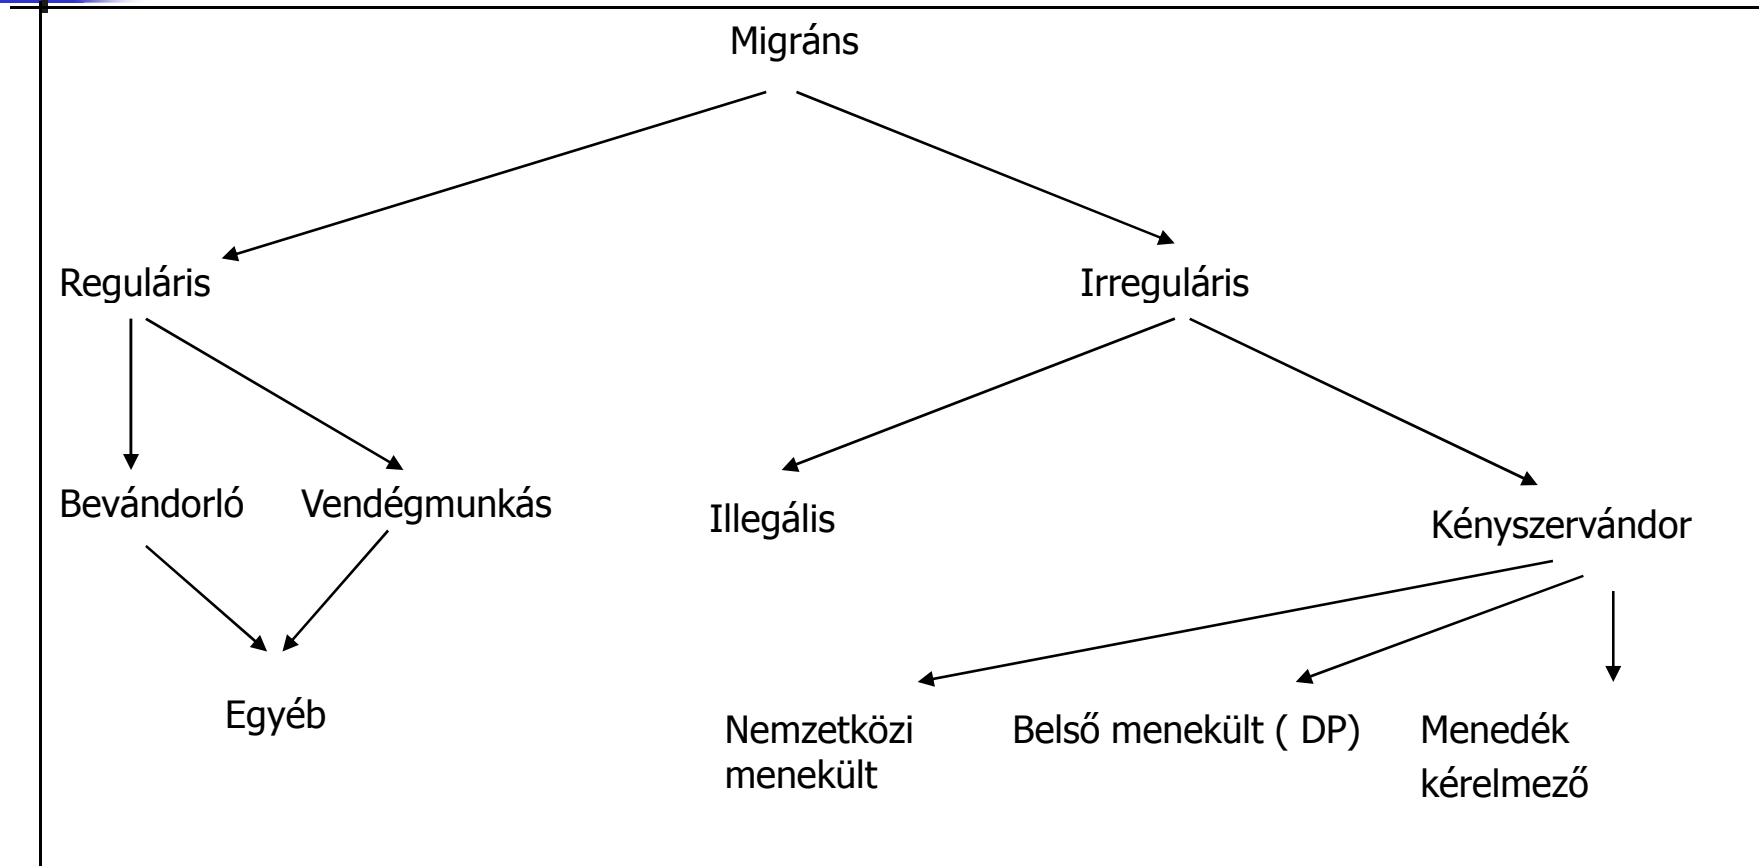 Migráns
Reguláris
Irreguláris
Bevándorló
Vendégmunkás
Illegális
Kényszervándor
Egyéb
Nemzetközi
menekült
Belső menekült ( DP)
Menedék
kérelmező